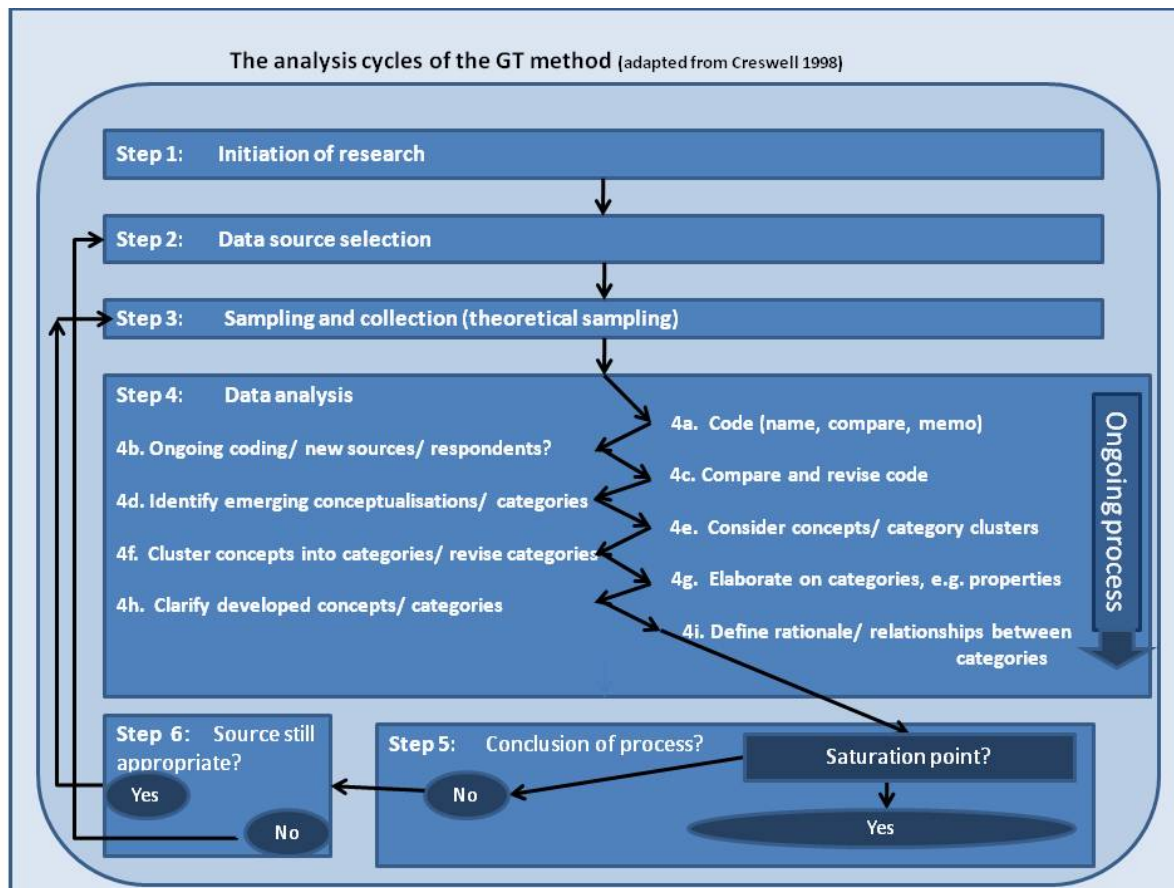 The analysis cycles of the GT method (adapted from Creswell 1998)
Step 1: Initiation of research
Step 2: Data source selection
Step 3: Sampling and collection (theoretical sampling)
Step 4: Data analysis
4a. Code (name, compare, memo)
4b. Ongoing coding/ new sources/ respondents?
4c. Compare and revise code
4d. Identify emerging conceptualisations/ categories
4e. Consider concepts/ category clusters
4f. Cluster concepts into categories/ revise categories
4g. Elaborate on categories, e.g. properties
4h. Clarify developed concepts/ categories
4i. Define rationale/ relationships between
categories
Ongoing process
Step 5: Conclusion of process?
Saturation point?
No
Yes
Step 6: Source still
appropriate?
Yes
No